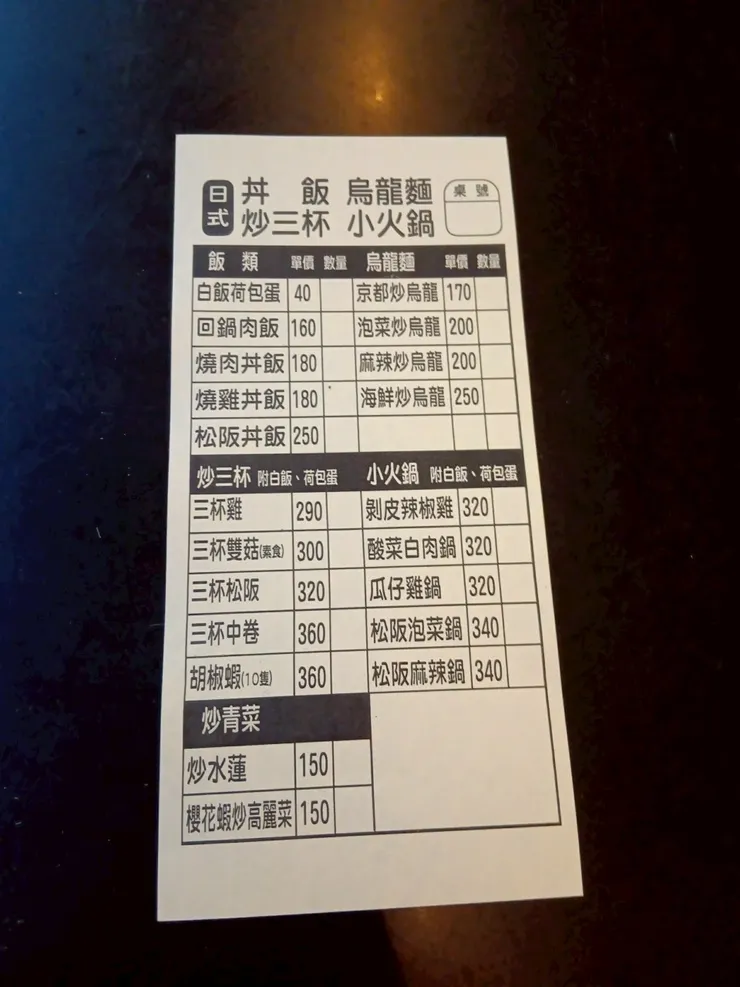 日式 丼 飯 烏龍麵 桌號
炒三杯 小火鍋
飯 類 單價 數量 烏龍麵 單價 數量
白飯荷包蛋 40 京都炒烏龍 170
回鍋肉飯 160 泡菜炒烏龍 200
燒肉丼飯 180 麻辣炒烏龍 200
燒雞丼飯 180 海鮮炒烏龍 250
松阪丼飯 250
炒三杯 附白飯、荷包蛋 小火鍋 附白飯、荷包蛋
三杯雞 290 剝皮辣椒雞 320
三杯雙菇(素食) 300 酸菜白肉鍋 320
三杯松阪 320 瓜仔雞鍋 320
三杯中卷 360 松阪泡菜鍋 340
胡椒蝦(10隻) 360 松阪麻辣鍋 340
炒青菜
炒水蓮 150
櫻花蝦炒高麗菜 150